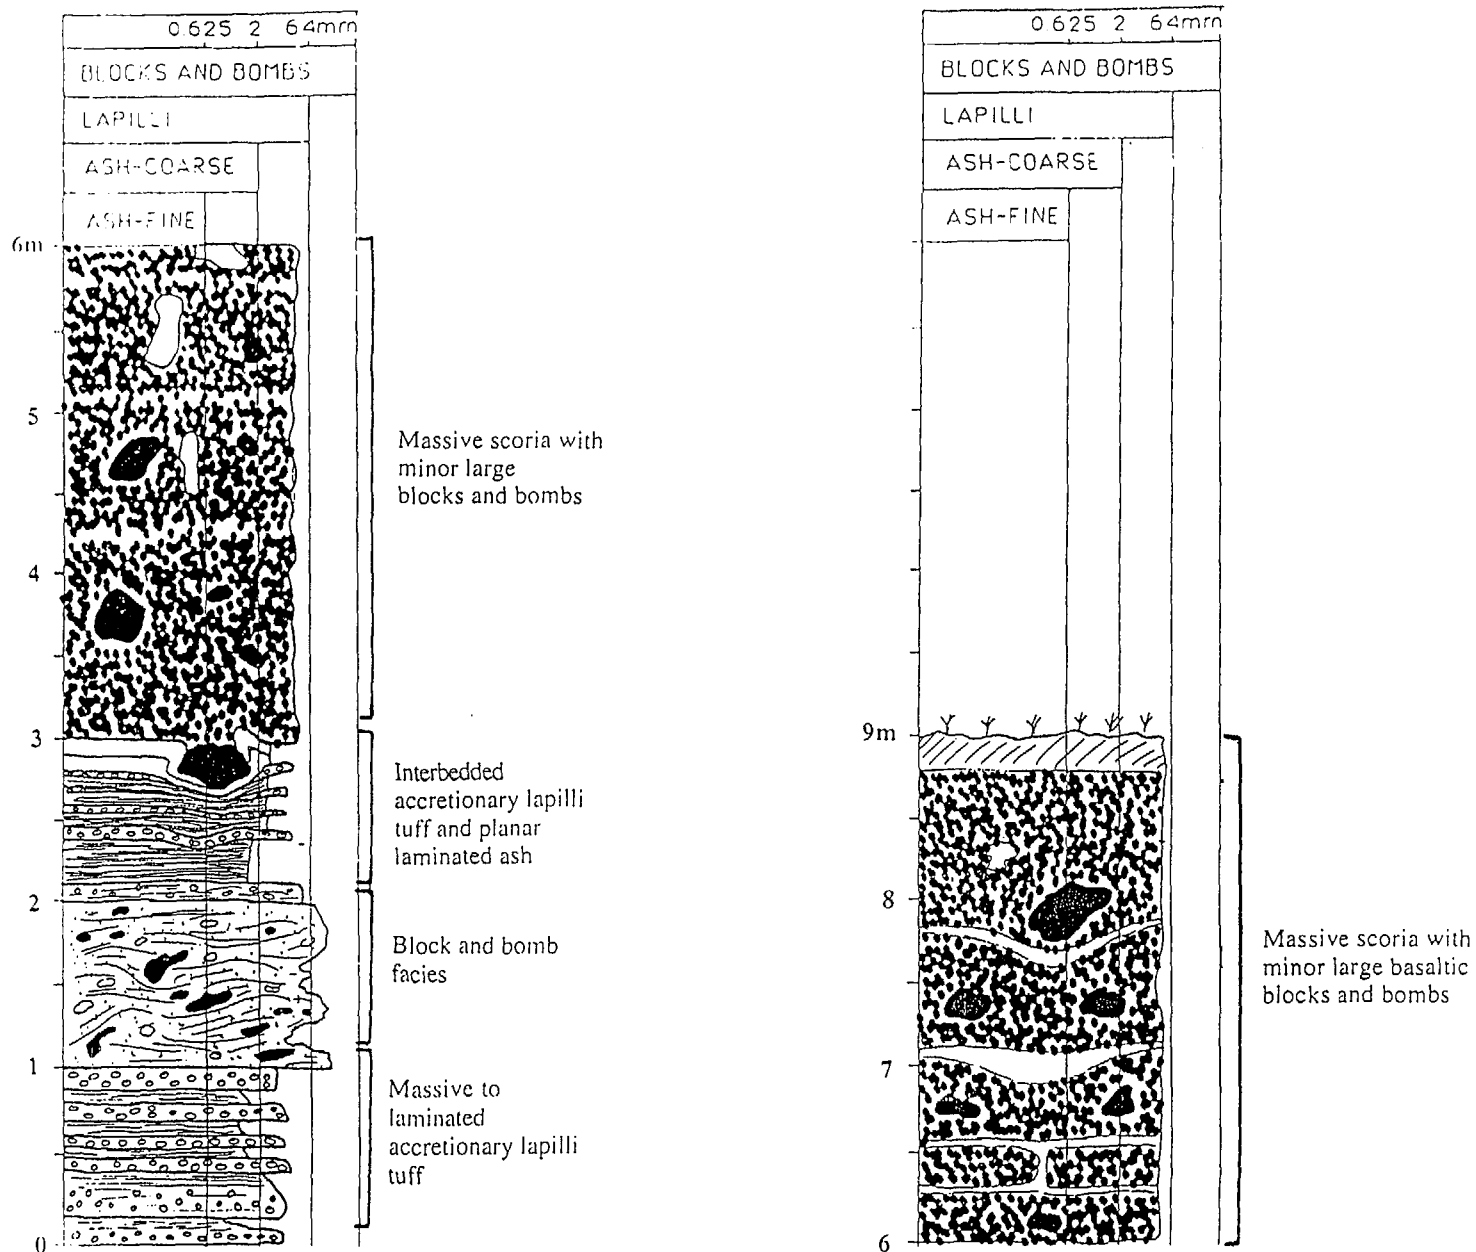 0.625 2 64mm
BLOCKS AND BOMBS
LAPILLI
ASH-COARSE
ASH-FINE
6m
5
4
3
2
1
0
Massive scoria with
minor large
blocks and bombs
Interbedded
accretionary lapilli
tuff and planar
laminated ash
Block and bomb
facies
Massive to
laminated
accretionary lapilli
tuff
0.625 2 64mm
BLOCKS AND BOMBS
LAPILLI
ASH-COARSE
ASH-FINE
9m
8
7
6
Massive scoria with
minor large basaltic
blocks and bombs